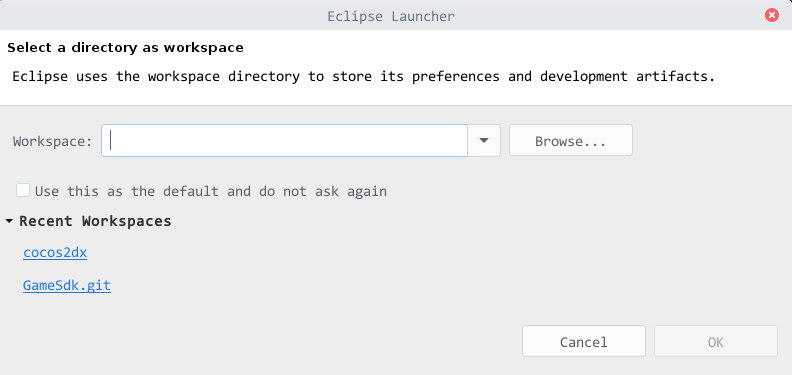 Eclipse Launcher
Select a directory as workspace
Eclipse uses the workspace directory to store its preferences and development artifacts.
Workspace: Browse...
Use this as the default and do not ask again
Recent Workspaces
cocos2dx
GameSdk.git
Cancel OK